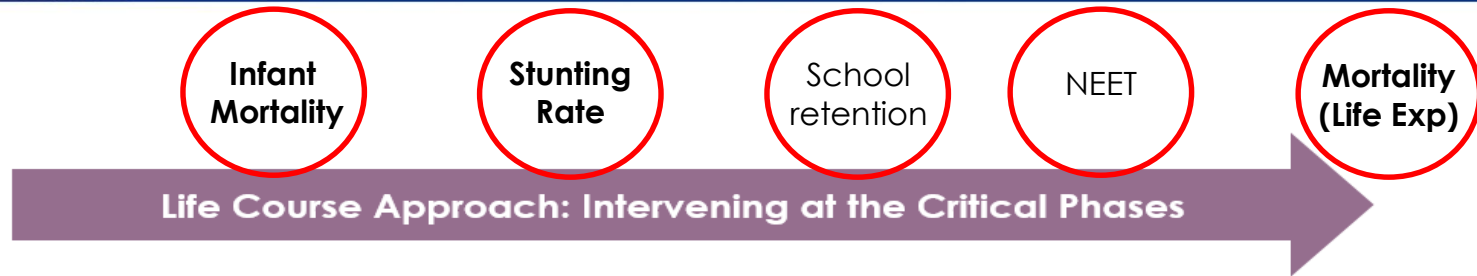 Infant
Mortality
Stunting
Rate
School
retention
NEET
Mortality
(Life Exp)
Life Course Approach: Intervening at the Critical Phases